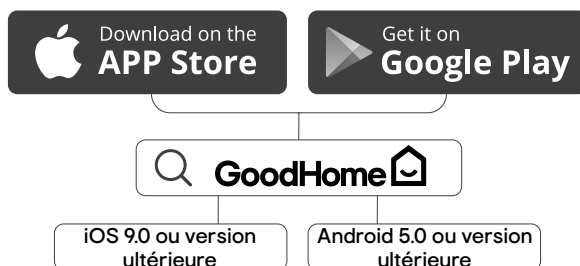 Download on the
APP Store
Get it on
Google Play
GoodHome
iOS 9.0 ou version
ultérieure
Android 5.0 ou version
ultérieure